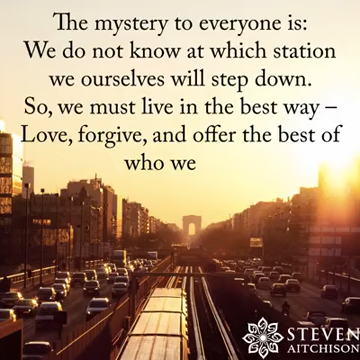 The mystery to everyone is:
We do not know at which station
we ourselves will step down.
So, we must live in the best way –
Love, forgive, and offer the best of
who we
STEVEN
AITCHISON